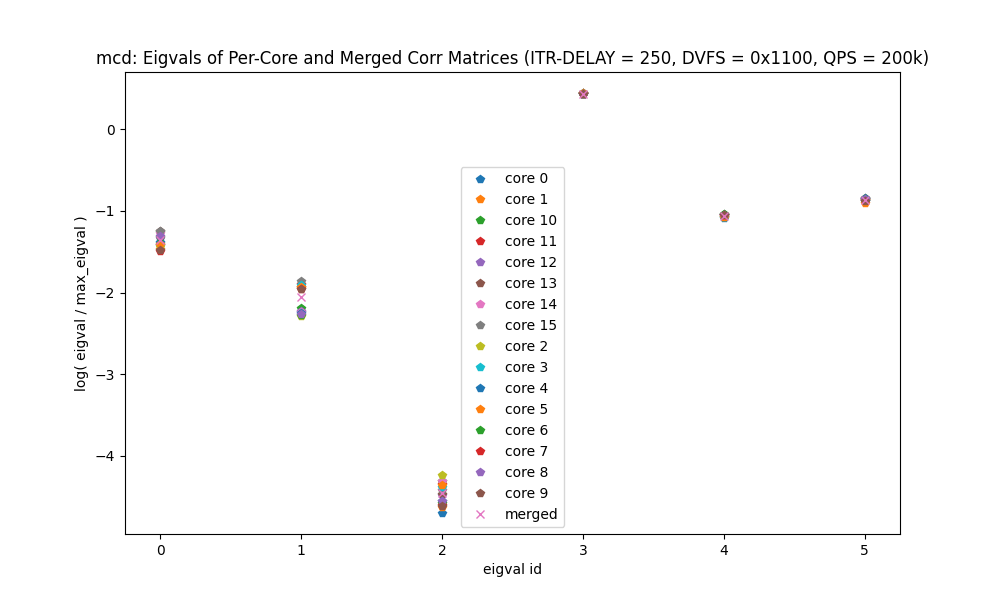 mcd: Eigvals of Per-Core and Merged Corr Matrices (ITR-DELAY = 250, DVFS = 0x1100, QPS = 200k)
log( eigval / max_eigval )
0
−1
−2
−3
−4
core 0
core 1
core 10
core 11
core 12
core 13
core 14
core 15
core 2
core 3
core 4
core 5
core 6
core 7
core 8
core 9
merged
0 1 2 3 4 5
eigval id